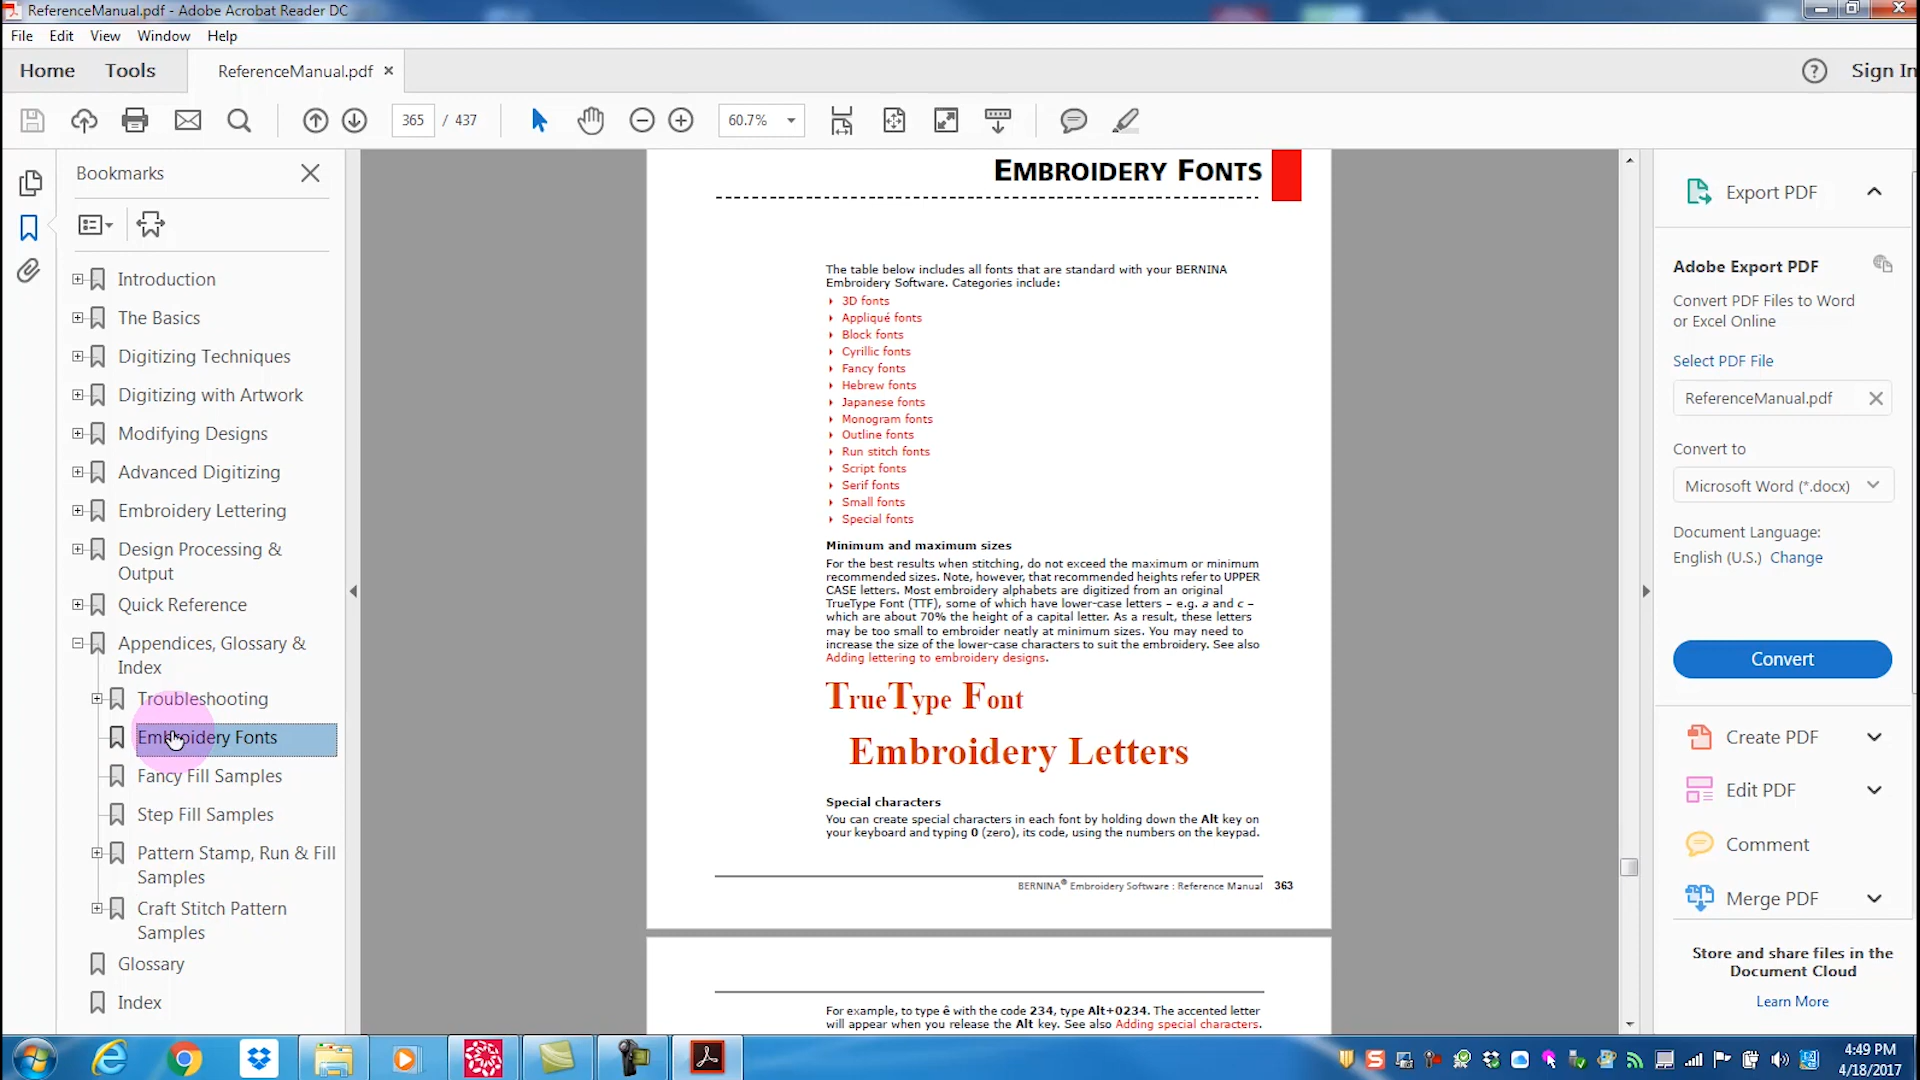 ReferenceManual.pdf - Adobe Acrobat Reader DC
File Edit View Window Help
Home Tools ReferenceManual.pdf × Sign In
365 / 437 60.7%
Bookmarks
Introduction
The Basics
Digitizing Techniques
Digitizing with Artwork
Modifying Designs
Advanced Digitizing
Embroidery Lettering
Design Processing &
Output
Quick Reference
Appendices, Glossary &
Index
Troubleshooting
Embroidery Fonts
Fancy Fill Samples
Step Fill Samples
Pattern Stamp, Run & Fill
Samples
Craft Stitch Pattern
Samples
Glossary
Index
EMBROIDERY FONTS
The table below includes all fonts that are standard with your BERNINA
Embroidery Software. Categories include:
3D fonts
Appliqué fonts
Block fonts
Cyrillic fonts
Fancy fonts
Hebrew fonts
Japanese fonts
Monogram fonts
Outline fonts
Run stitch fonts
Script fonts
Serif fonts
Small fonts
Special fonts
Minimum and maximum sizes
For the best results when stitching, do not exceed the maximum or minimum
recommended sizes. Note, however, that recommended heights refer to UPPER
CASE letters. Most embroidery alphabets are digitized from an original
TrueType Font (TTF), some of which have lower-case letters – e.g. a and c –
which are about 70% the height of a capital letter. As a result, these letters
may be too small to embroider neatly at minimum sizes. You may need to
increase the size of the lower-case characters to suit the embroidery. See also
Adding lettering to embroidery designs.
TrueType Font
Embroidery Letters
Special characters
You can create special characters in each font by holding down the Alt key on
your keyboard and typing 0 (zero), its code, using the numbers on the keypad.
BERNINA® Embroidery Software : Reference Manual 363
For example, to type ê with the code 234, type Alt+0234. The accented letter
will appear when you release the Alt key. See also Adding special characters.
Export PDF
Adobe Export PDF
Convert PDF Files to Word
or Excel Online
Select PDF File
ReferenceManual.pdf
Convert to
Microsoft Word (*.docx)
Document Language:
English (U.S.) Change
Convert
Create PDF
Edit PDF
Comment
Merge PDF
Store and share files in the
Document Cloud
Learn More
4:49 PM
4/18/2017